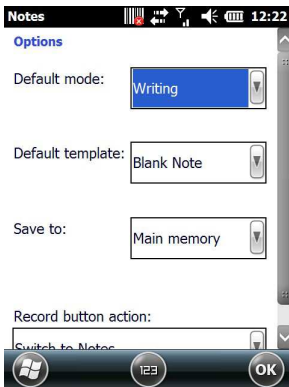 Notes 12:22
Options
Default mode: Writing
Default template: Blank Note
Save to: Main memory
Record button action:
Switch to Notes
123 OK